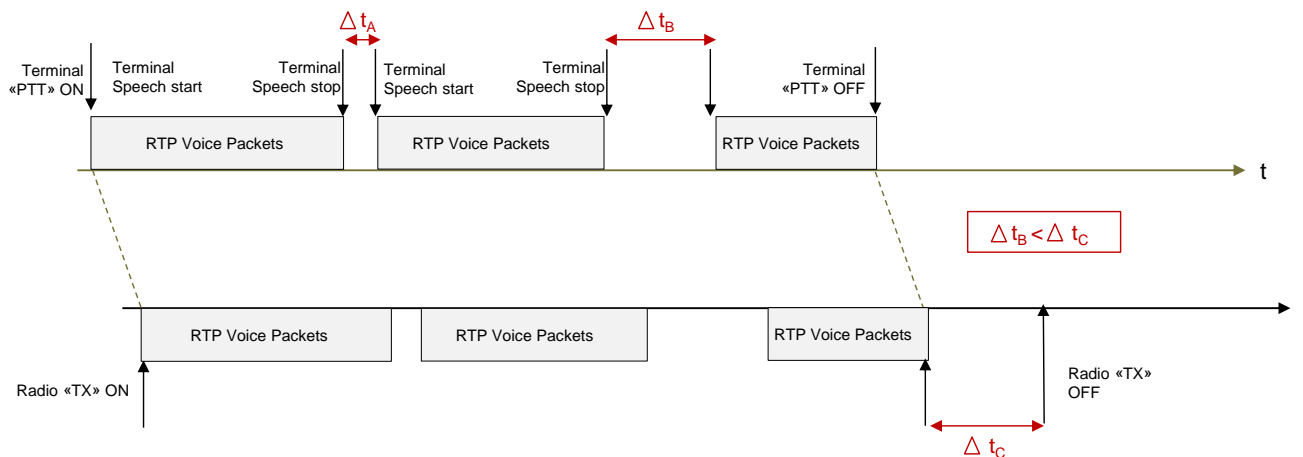 Δ tA
Δ tB
Terminal
«PTT» ON
Terminal
Speech start
Terminal
Speech stop
Terminal
Speech start
Terminal
Speech stop
Terminal
«PTT» OFF
RTP Voice Packets
RTP Voice Packets
RTP Voice Packets
t
Δ tB < Δ tC
RTP Voice Packets
RTP Voice Packets
RTP Voice Packets
Radio «TX» ON
Radio «TX»
OFF
Δ tC